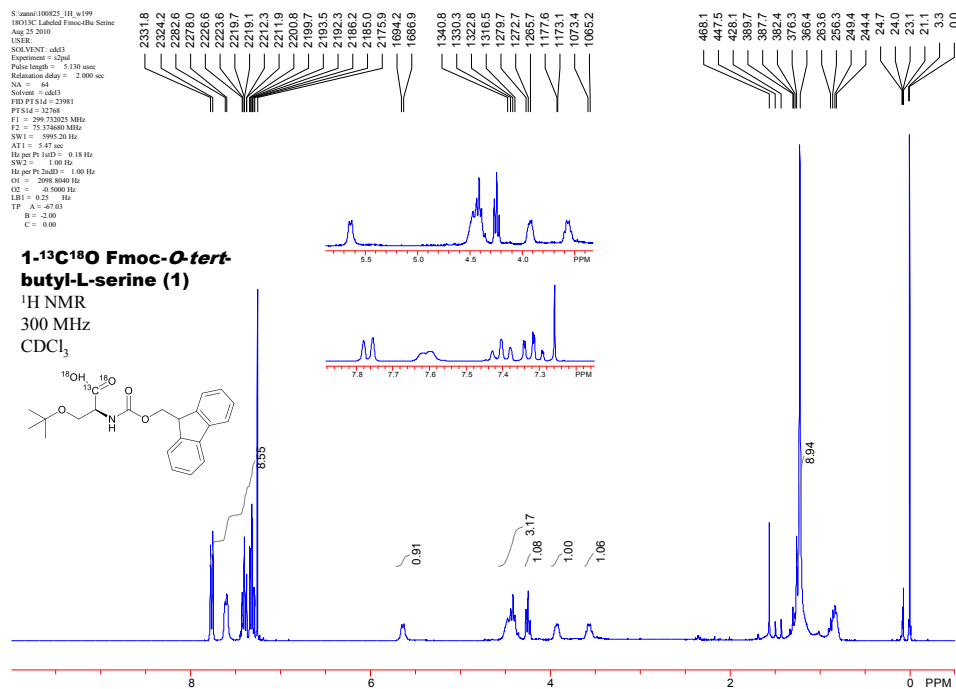 S:\zanni\100825_1H_w199
18O13C Labeled Fmoc-tBu Serine
Aug 25 2010
USER:
SOLVENT: cdcl3
Experiment = s2pul
Pulse length = 5.130 usec
Relaxation delay = 2.000 sec
NA = 64
Solvent = cdcl3
FID PTS1d = 23981
PTS1d = 32768
F1 = 299.732025 MHz
F2 = 75.374680 MHz
SW1 = 5995.20 Hz
AT1 = 5.47 sec
Hz per Pt 1stD = 0.18 Hz
SW2 = 1.00 Hz
Hz per Pt 2ndD = 1.00 Hz
O1 = 2098.8040 Hz
O2 = -0.5000 Hz
LB1 = 0.25 Hz
TP A = -67.03
B = -2.00
C = 0.00
2331.8 2324.2 2282.6 2278.0 2226.6 2223.6 2219.7 2219.1 2212.3 2211.9 2200.8 2199.7 2193.5 2192.3 2186.2 2185.0 2175.9 1694.2 1686.9
1340.8 1330.3 1322.8 1316.5 1279.7 1272.7 1265.7 1177.6 1173.1 1073.4 1065.2
468.1 447.5 428.1 389.7 387.7 382.4 376.3 366.4 263.6 256.3 249.4 244.4 24.7 24.0 23.1 21.1 3.3 0.0
1-¹³C¹⁸O Fmoc-O-tert-
butyl-L-serine (1)
¹H NMR
300 MHz
CDCl₃
¹⁸OH
¹³C
¹⁸O
O
O
N
H
O
5.5 5.0 4.5 4.0 PPM
7.8 7.7 7.6 7.5 7.4 7.3 PPM
8.55
0.91
3.17
1.08
1.00
1.06
8.94
8 6 4 2 0 PPM